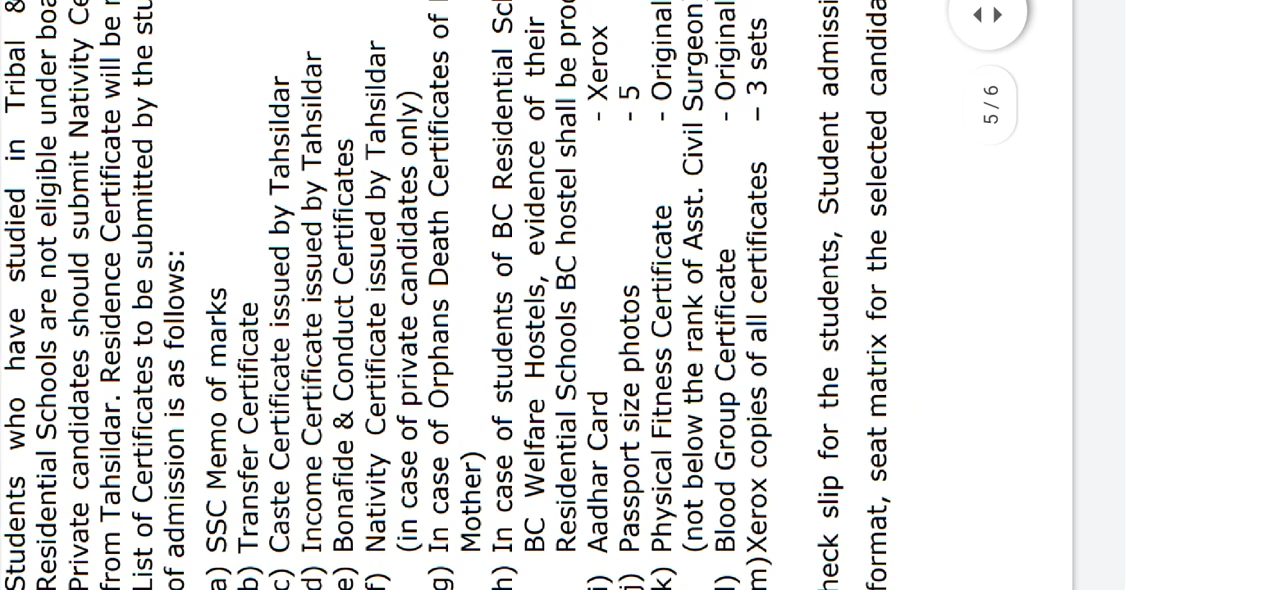 Students who have studied in Tribal &
Residential Schools are not eligible under
Private candidates should submit Nativity
from Tahsildar. Residence Certificate will be
List of Certificates to be submitted by the
of admission is as follows:
a) SSC Memo of marks
b) Transfer Certificate
c) Caste Certificate issued by Tahsildar
d) Income Certificate issued by Tahsildar
e) Bonafide & Conduct Certificates
f) Nativity Certificate issued by Tahsildar
(in case of private candidates only)
g) In case of Orphans Death Certificates of
Mother)
h) In case of students of BC Residential
BC Welfare Hostels, evidence of their
Residential Schools BC hostel shall be
i) Aadhar Card - Xerox
j) Passport size photos - 5
k) Physical Fitness Certificate - Original
(not below the rank of Asst. Civil Surgeon)
l) Blood Group Certificate - Original
m)Xerox copies of all certificates – 3 sets
heck slip for the students, Student
format, seat matrix for the selected
5 / 6